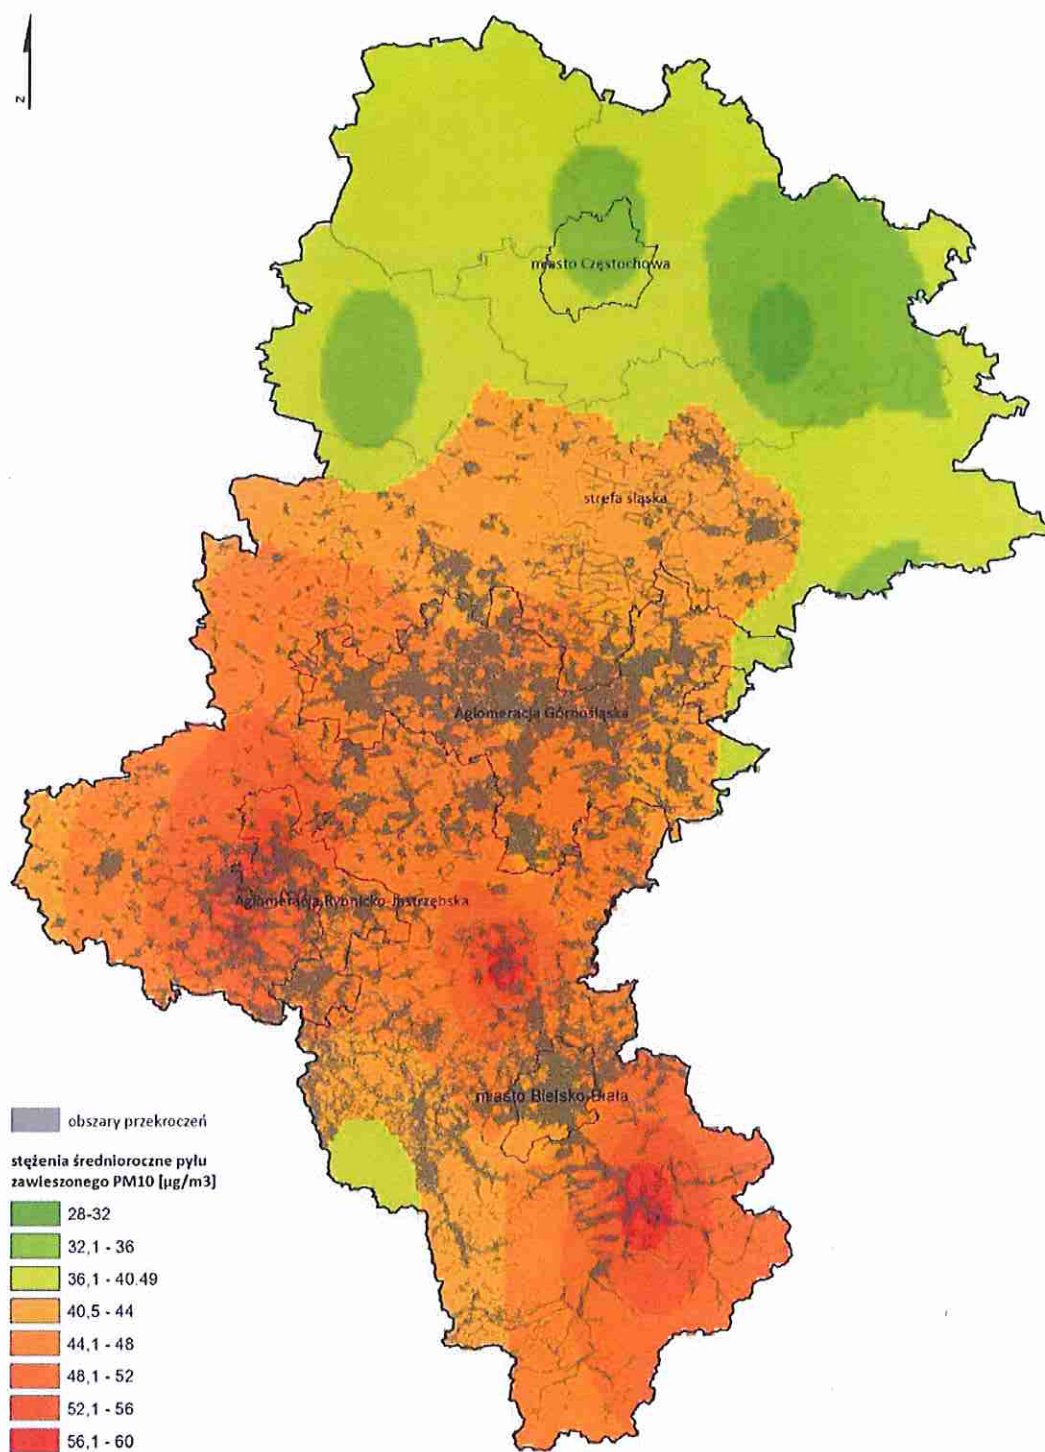 z
miasto Częstochowa
strefa śląska
Aglomeracja Górnośląska
Aglomeracja Rybnicko-Jastrzębska
miasto Bielsko-Biała
obszary przekroczeń
stężenia średnioroczne pyłu
zawieszonego PM10 [µg/m3]
28-32
32,1 - 36
36,1 - 40.49
40,5 - 44
44,1 - 48
48,1 - 52
52,1 - 56
56,1 - 60